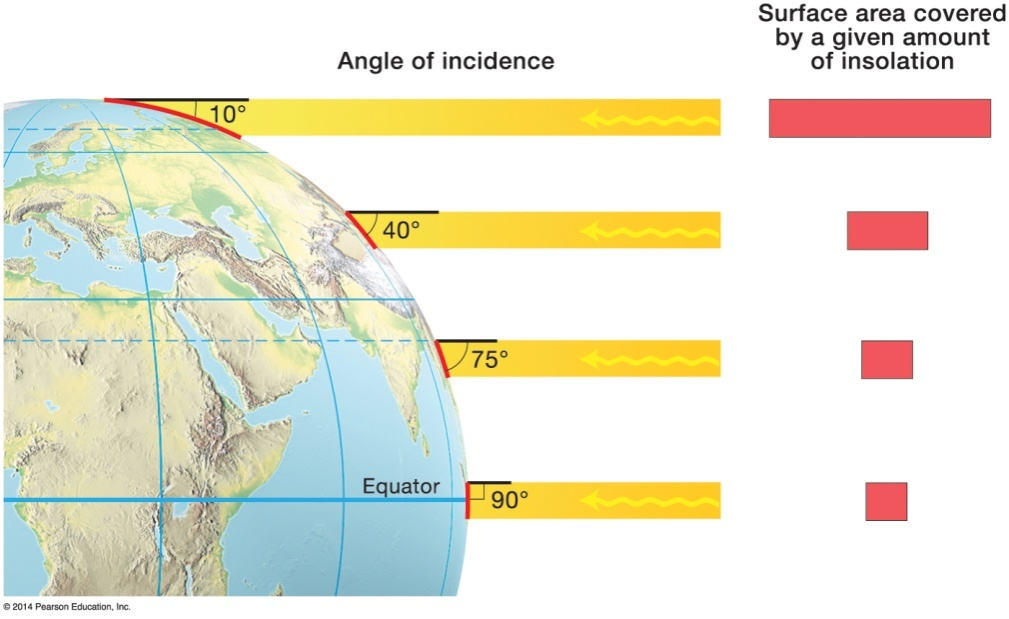 Surface area covered
by a given amount
of insolation
Angle of incidence
10°
40°
75°
Equator
90°
© 2014 Pearson Education, Inc.